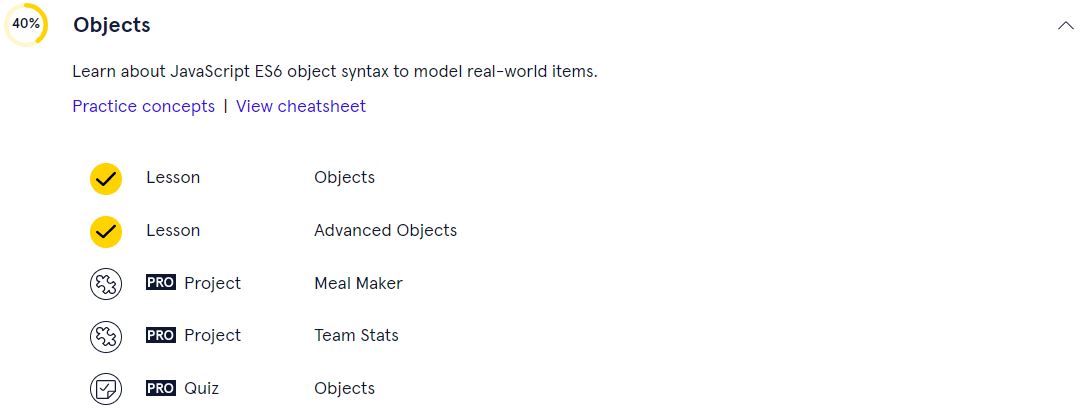 40% Objects
Learn about JavaScript ES6 object syntax to model real-world items.
Practice concepts | View cheatsheet
Lesson Objects
Lesson Advanced Objects
PRO Project Meal Maker
PRO Project Team Stats
PRO Quiz Objects